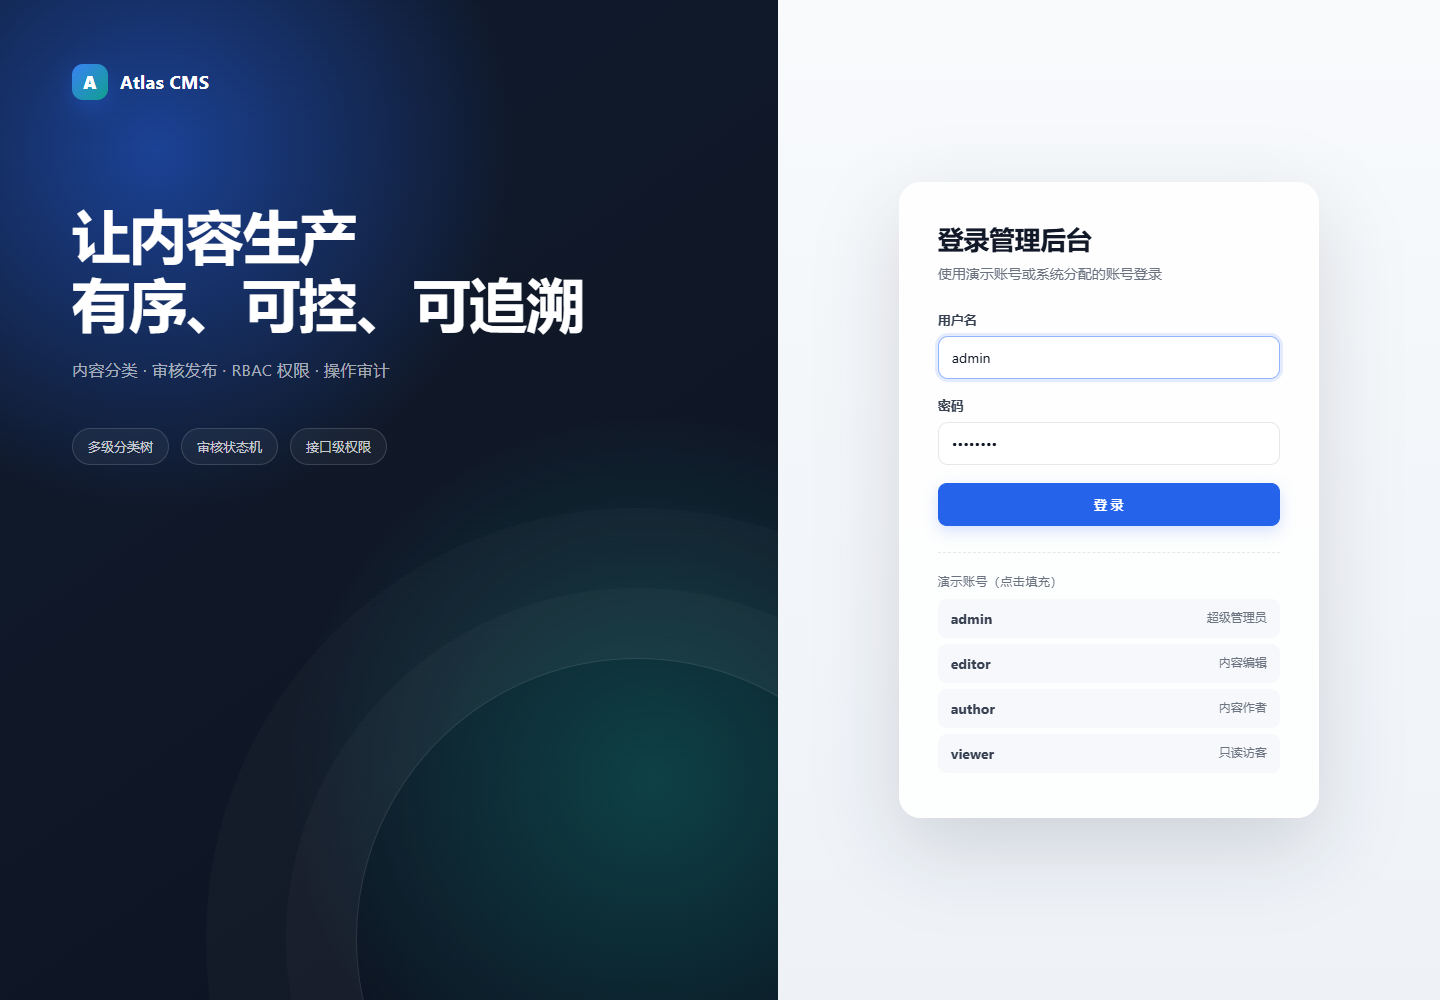 A Atlas CMS
让内容生产
有序、可控、可追溯
内容分类 · 审核发布 · RBAC 权限 · 操作审计
多级分类树 审核状态机 接口级权限
登录管理后台
使用演示账号或系统分配的账号登录
用户名
admin
密码
••••••••
登 录
演示账号（点击填充）
admin 超级管理员
editor 内容编辑
author 内容作者
viewer 只读访客